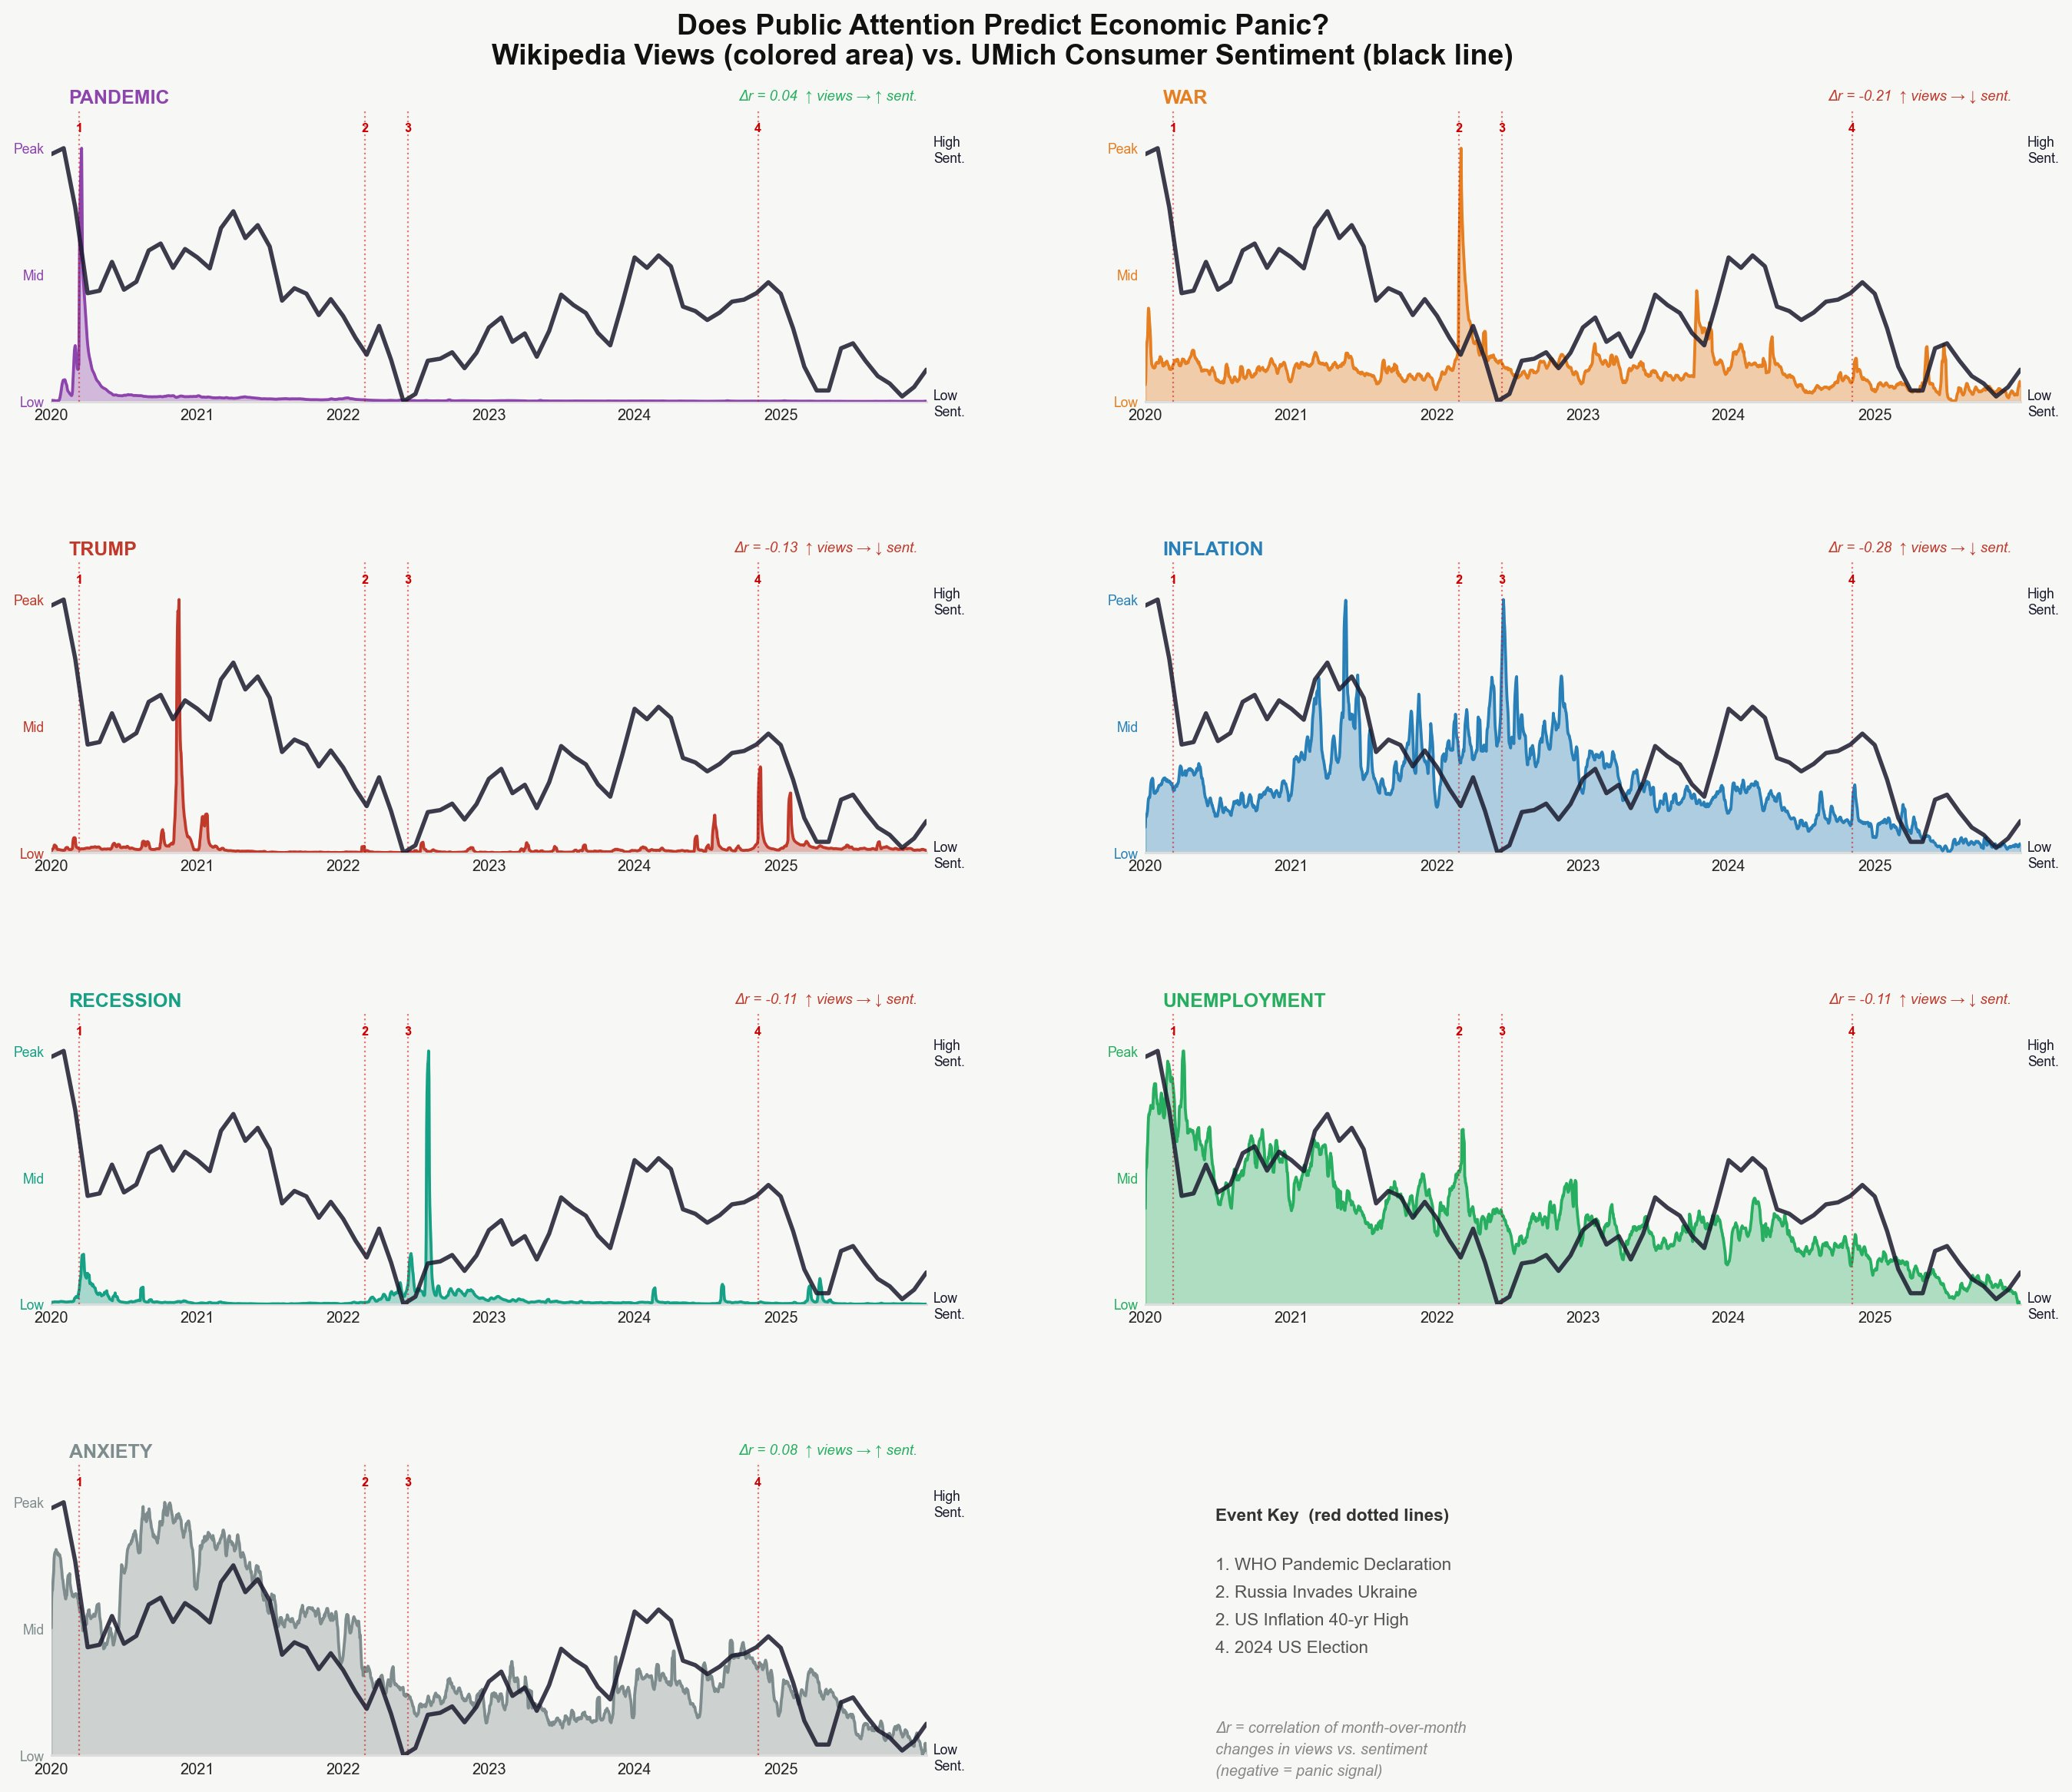 Does Public Attention Predict Economic Panic?
Wikipedia Views (colored area) vs. UMich Consumer Sentiment (black line)
PANDEMIC
Δr = 0.04 ↑ views → ↑ sent.
1
2
3
4
Peak
Mid
Low
High
Sent.
Low
Sent.
2020
2021
2022
2023
2024
2025
WAR
Δr = -0.21 ↑ views → ↓ sent.
1
2
3
4
Peak
Mid
Low
High
Sent.
Low
Sent.
2020
2021
2022
2023
2024
2025
TRUMP
Δr = -0.13 ↑ views → ↓ sent.
1
2
3
4
Peak
Mid
Low
High
Sent.
Low
Sent.
2020
2021
2022
2023
2024
2025
INFLATION
Δr = -0.28 ↑ views → ↓ sent.
1
2
3
4
Peak
Mid
Low
High
Sent.
Low
Sent.
2020
2021
2022
2023
2024
2025
RECESSION
Δr = -0.11 ↑ views → ↓ sent.
1
2
3
4
Peak
Mid
Low
High
Sent.
Low
Sent.
2020
2021
2022
2023
2024
2025
UNEMPLOYMENT
Δr = -0.11 ↑ views → ↓ sent.
1
2
3
4
Peak
Mid
Low
High
Sent.
Low
Sent.
2020
2021
2022
2023
2024
2025
ANXIETY
Δr = 0.08 ↑ views → ↑ sent.
1
2
3
4
Peak
Mid
Low
High
Sent.
Low
Sent.
2020
2021
2022
2023
2024
2025
Event Key (red dotted lines)
1. WHO Pandemic Declaration
2. Russia Invades Ukraine
2. US Inflation 40-yr High
4. 2024 US Election
Δr = correlation of month-over-month
changes in views vs. sentiment
(negative = panic signal)